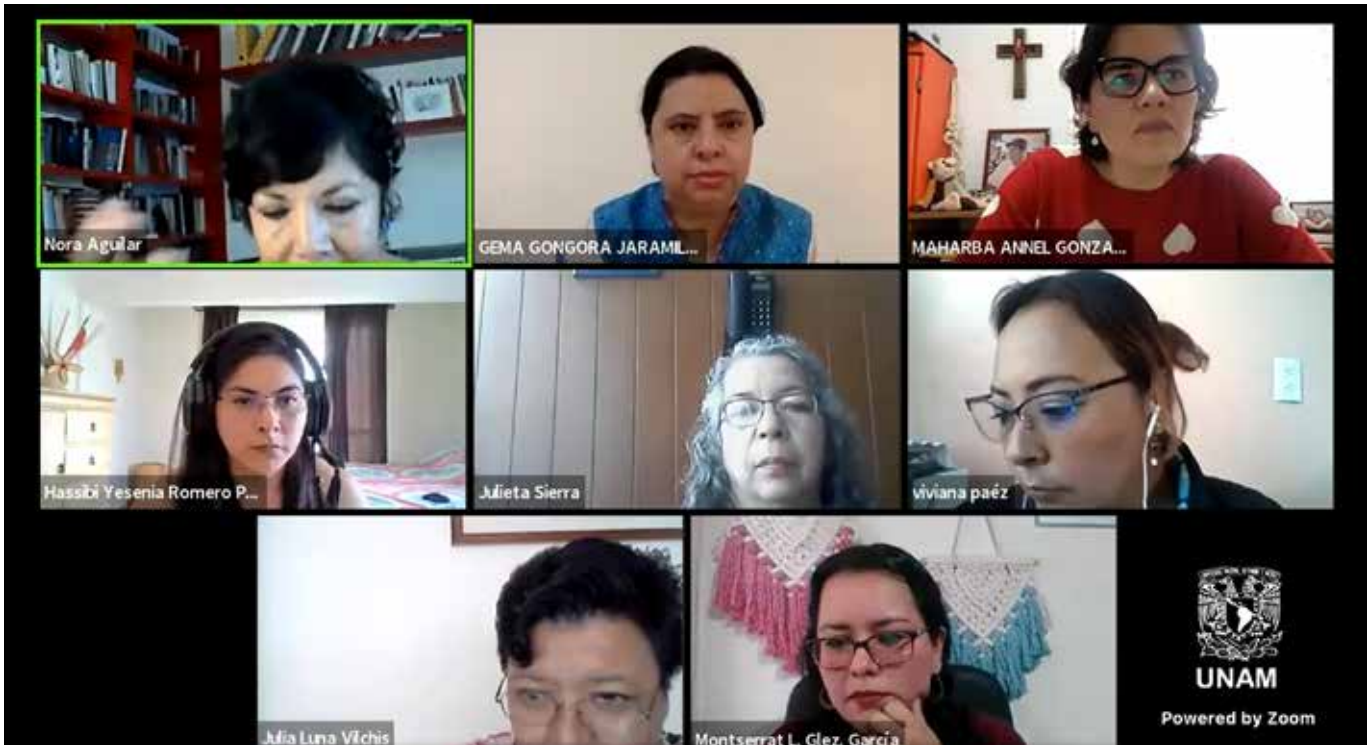 Nora Aguilar
GEMA GONGORA JARAMIL...
MAHARBA ANNEL GONZA...
Hassibi Yesenia Romero P...
Julieta Sierra
viviana paéz
Julia Luna Vilchis
Montserrat L. Glez. García
UNAM
Powered by Zoom